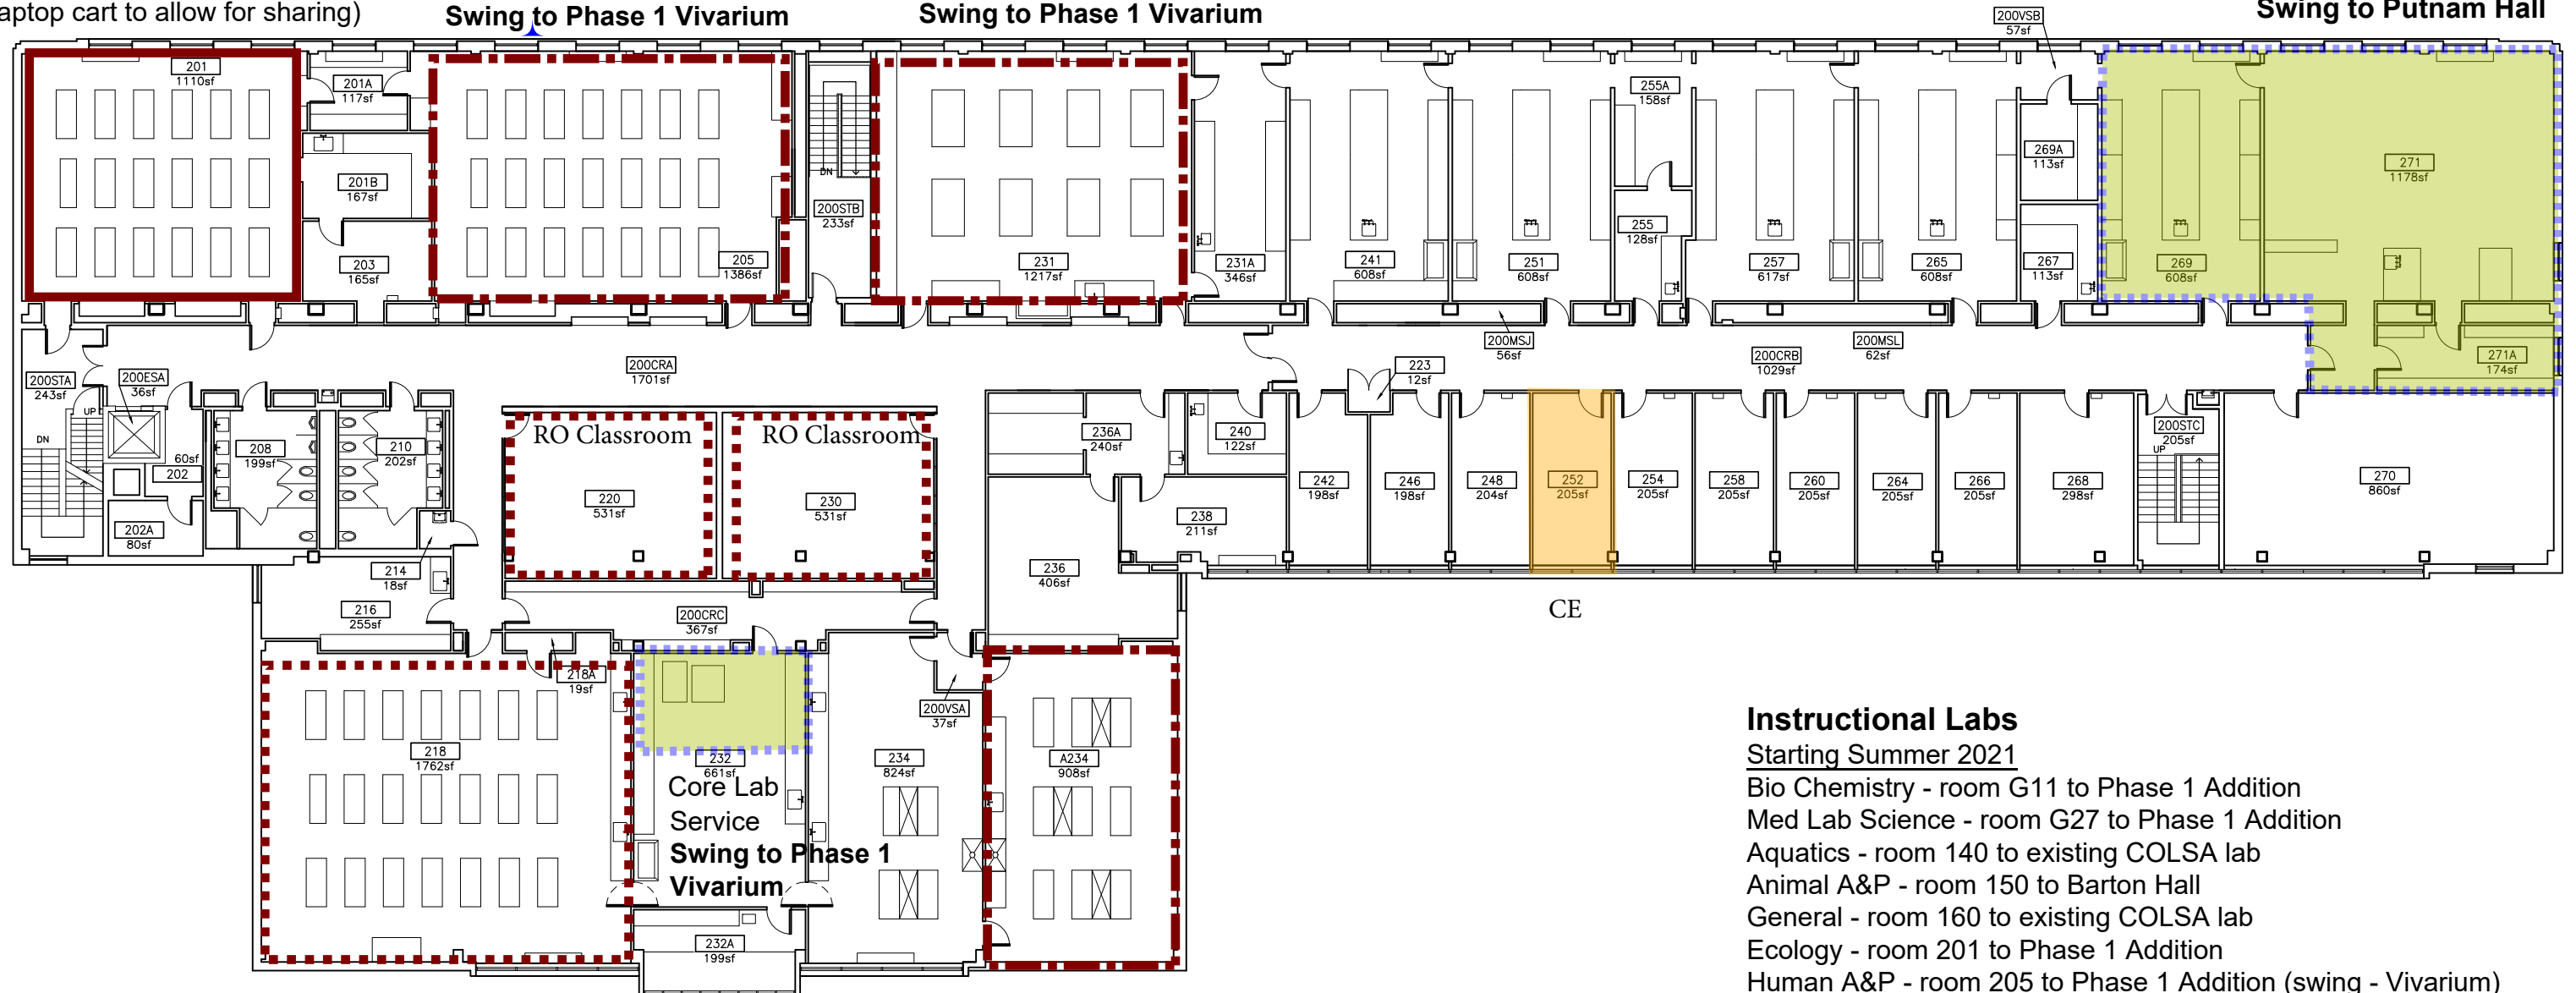 aptop cart to allow for sharing)
Swing to Phase 1 Vivarium
Swing to Phase 1 Vivarium
200VSB
57sf
Swing to Putnam Hall
201
1110sf
201A
117sf
201B
167sf
203
165sf
205
1386sf
DN
200STB
233sf
231
1217sf
231A
346sf
241
608sf
251
608sf
255A
158sf
255
128sf
257
617sf
265
608sf
269A
113sf
267
113sf
269
608sf
271
1178sf
200STA
243sf
200ESA
36sf
200CRA
1701sf
200MSJ
56sf
223
12sf
200CRB
1029sf
200MSL
62sf
271A
174sf
UP
DN
60sf
202
202A
80sf
208
199sf
210
202sf
RO Classroom
220
531sf
RO Classroom
230
531sf
236A
240sf
240
122sf
238
211sf
236
406sf
242
198sf
246
198sf
248
204sf
252
205sf
254
205sf
258
205sf
260
205sf
264
205sf
266
205sf
268
298sf
200STC
205sf
UP
270
860sf
214
18sf
216
255sf
200CRC
367sf
CE
218A
19sf
200VSA
37sf
218
1762sf
232
661sf
Core Lab
Service
Swing to Phase 1
Vivarium
234
824sf
A234
908sf
232A
199sf
Instructional Labs
Starting Summer 2021
Bio Chemistry - room G11 to Phase 1 Addition
Med Lab Science - room G27 to Phase 1 Addition
Aquatics - room 140 to existing COLSA lab
Animal A&P - room 150 to Barton Hall
General - room 160 to existing COLSA lab
Ecology - room 201 to Phase 1 Addition
Human A&P - room 205 to Phase 1 Addition (swing - Vivarium)